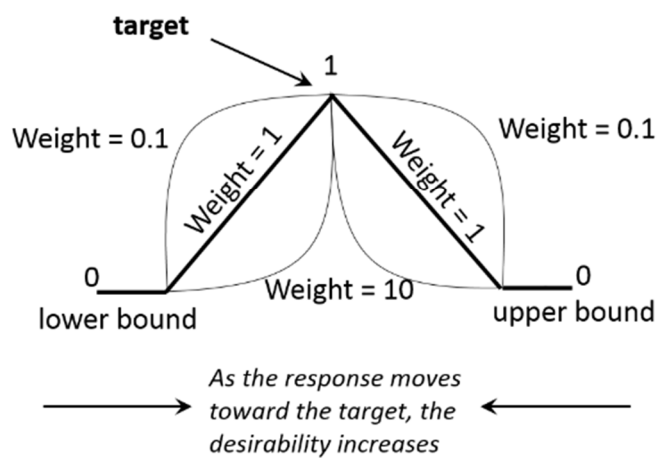 target
1
Weight = 0.1
Weight = 0.1
Weight = 1
Weight = 1
0
0
Weight = 10
lower bound
upper bound
As the response moves
toward the target, the
desirability increases